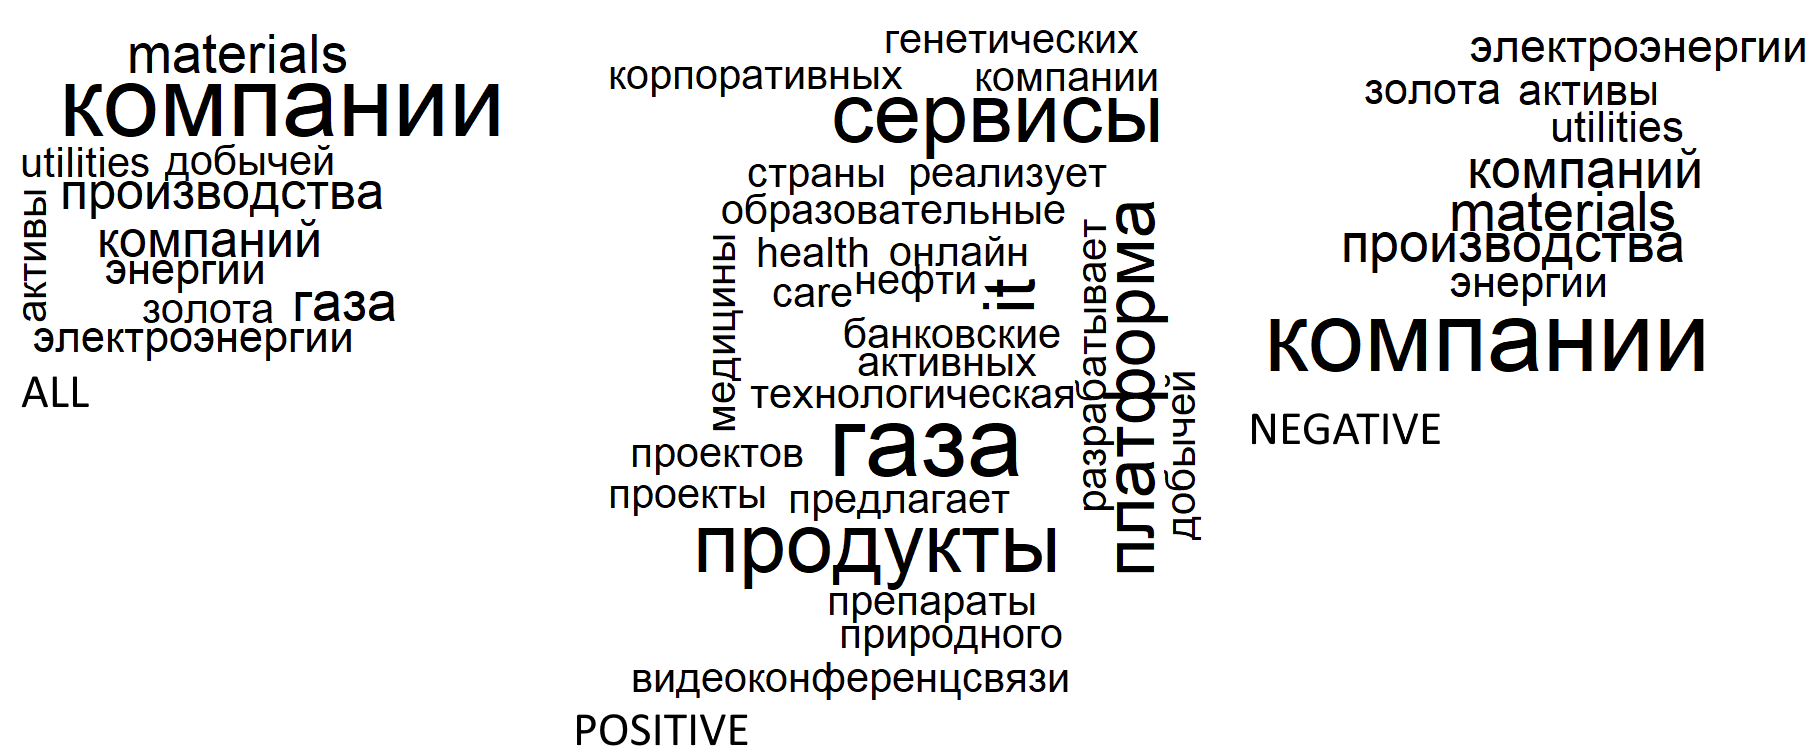 materials
компании
utilities добычей
производства
активы
компаний
энергии
золота газа
электроэнергии
ALL
генетических
корпоративных компании
сервисы
страны реализует
образовательные
health онлайн
care нефти
it
медицины
банковские
активных
технологическая
разрабатывает
платформа
добычей
газа
проектов
проекты предлагает
продукты
препараты
природного
видеоконференцсвязи
POSITIVE
электроэнергии
золота активы
utilities
компаний
materials
производства
энергии
компании
NEGATIVE